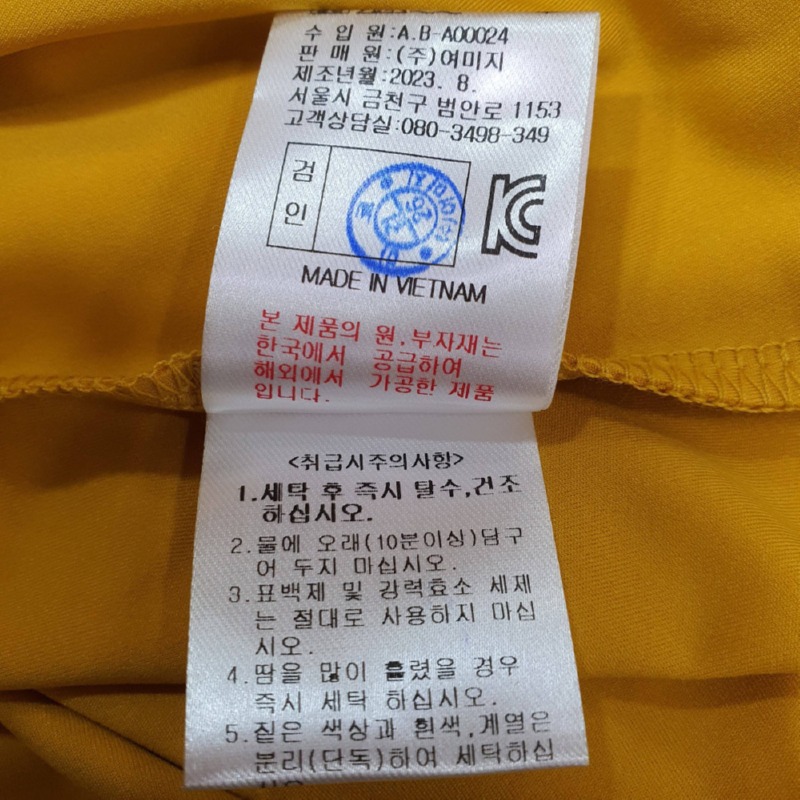 수 입 원:A.B-A00024
판 매 원:(주)여미지
제조년월:2023. 8.
서울시 금천구 범안로 1153
고객상담실:080-3498-349
검
인
KC
MADE IN VIETNAM
본 제품의 원,부자재는
한국에서 공급하여
해외에서 가공한 제품
입니다.
<취급시주의사항>
1.세탁 후 즉시 탈수,건조
하십시오.
2.물에 오래(10분이상)담구
어 두지 마십시오.
3.표백제 및 강력효소 세제
는 절대로 사용하지 마십
시오.
4.땀을 많이 흘렸을 경우
즉시 세탁 하십시오.
5.짙은 색상과 흰색,계열은
분리(단독)하여 세탁하십